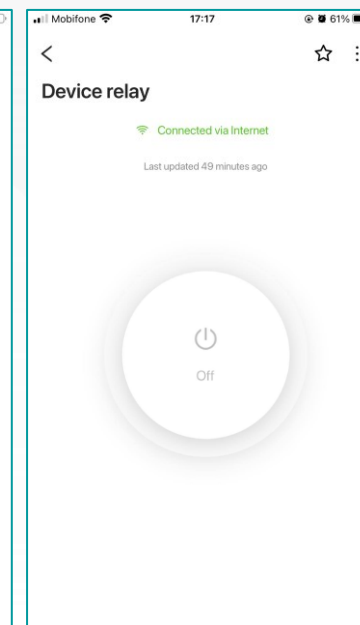 Mobifone 17:17 61%
Device relay
Connected via Internet
Last updated 49 minutes ago
Off